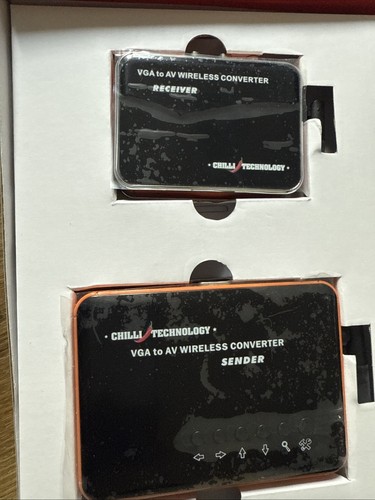 VGA to AV WIRELESS CONVERTER
RECEIVER
CHILLI TECHNOLOGY
CHILLI TECHNOLOGY
VGA to AV WIRELESS CONVERTER
SENDER